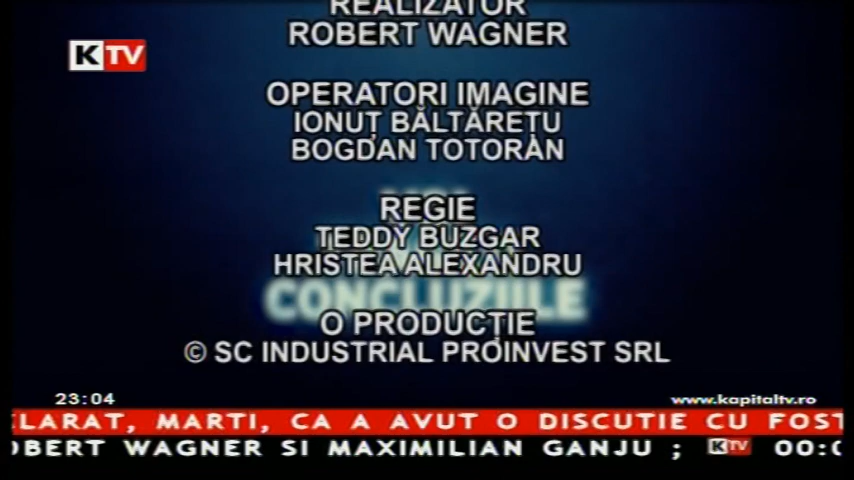 REALIZATOR
ROBERT WAGNER
KTV
OPERATORI IMAGINE
IONUȚ BĂLTĂREȚU
BOGDAN TOTORAN
REGIE
TEDDY BUZGAR
HRISTEA ALEXANDRU
CONCLUZIILE
O PRODUCȚIE
© SC INDUSTRIAL PROINVEST SRL
23:04
www.kapitaltv.ro
CLARAT, MARTI, CA A AVUT O DISCUTIE CU FOST
OBERT WAGNER SI MAXIMILIAN GANJU ; KTV 00:0